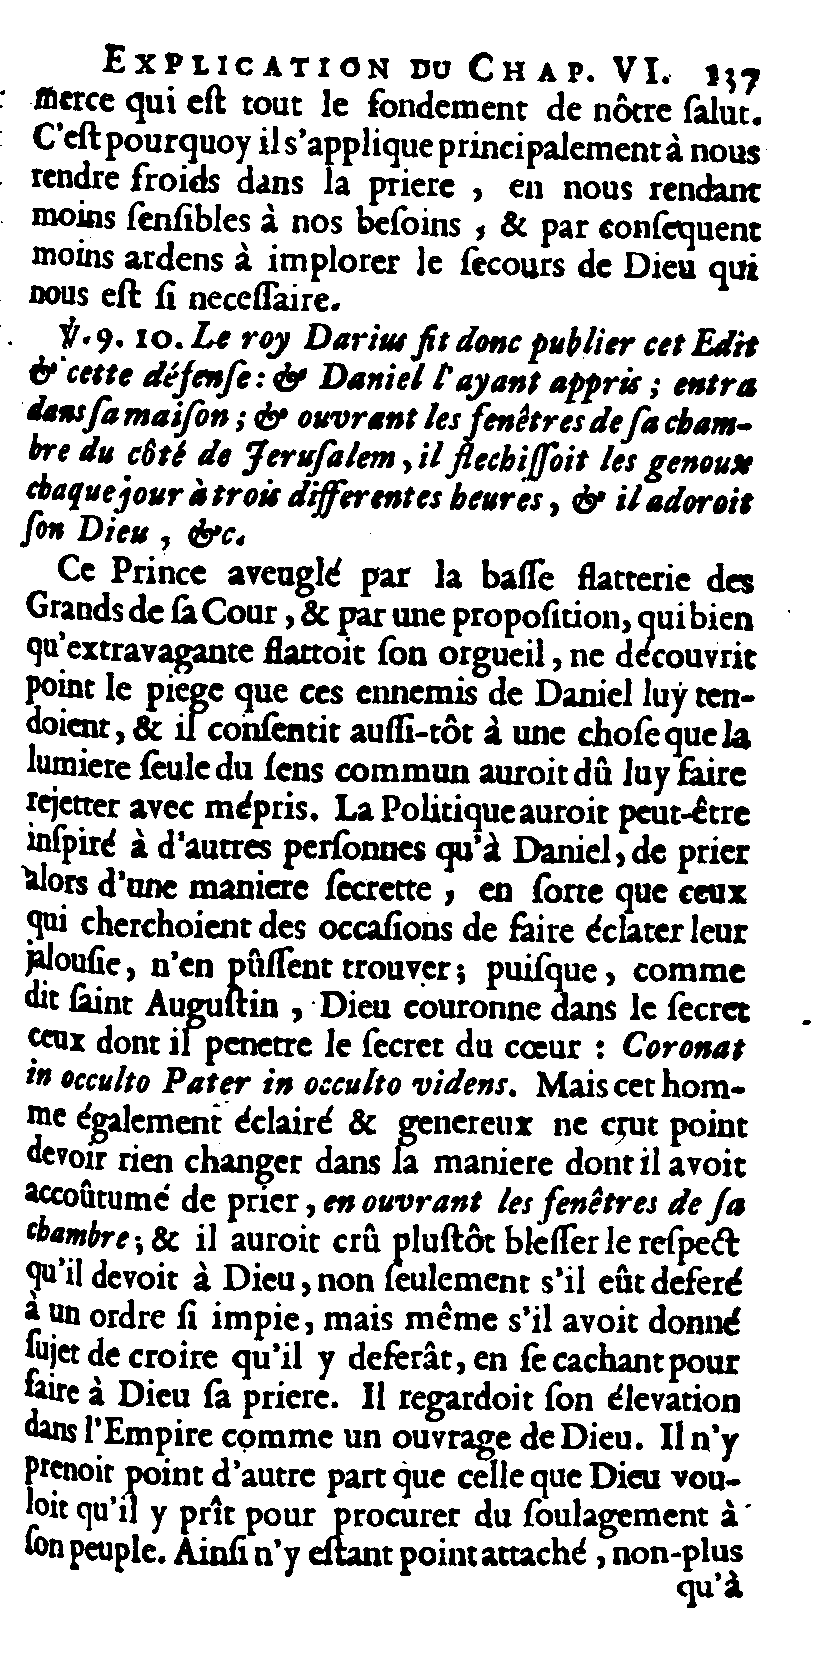 EXPLICATION DU CHAP. VI. 137
merce qui eſt tout le fondement de nôtre ſalut.
C'eſt pourquoy il s'applique principalement à nous
rendre froids dans la priere, en nous rendant
moins ſenſibles à nos beſoins, & par conſequent
moins ardens à implorer le ſecours de Dieu qui
nous eſt ſi neceſſaire.
℣. 9. 10. Le roy Darius fit donc publier cet Edit
& cette défenſe: & Daniel l'ayant appris; entra
dans ſa maiſon; & ouvrant les fenêtres de ſa cham-
bre du côté de Jeruſalem, il flechiſſoit les genoux
chaque jour à trois differentes heures, & il adoroit
ſon Dieu, &c.
Ce Prince aveuglé par la baſſe flatterie des
Grands de ſa Cour, & par une propoſition, qui bien
qu'extravagante flattoit ſon orgueil, ne découvrit
point le piege que ces ennemis de Daniel luy ten-
doient, & il conſentit auſſi-tôt à une choſe que la
lumiere ſeule du ſens commun auroit dû luy faire
rejetter avec mépris. La Politique auroit peut-être
inſpiré à d'autres perſonnes qu'à Daniel, de prier
alors d'une maniere ſecrette, en ſorte que ceux
qui cherchoient des occaſions de faire éclater leur
jalouſie, n'en pûſſent trouver; puiſque, comme
dit ſaint Auguſtin, Dieu couronne dans le ſecret
ceux dont il penetre le ſecret du cœur : Coronat
in occulto Pater in occulto videns. Mais cet hom-
me également éclairé & genereux ne crut point
devoir rien changer dans la maniere dont il avoit
accoûtumé de prier, en ouvrant les fenêtres de ſa
chambre; & il auroit crû pluſtôt bleſſer le reſpect
qu'il devoit à Dieu, non ſeulement s'il eût deferé
à un ordre ſi impie, mais même s'il avoit donné
ſujet de croire qu'il y deferât, en ſe cachant pour
faire à Dieu ſa priere. Il regardoit ſon élevation
dans l'Empire comme un ouvrage de Dieu. Il n'y
prenoit point d'autre part que celle que Dieu vou-
loit qu'il y prît pour procurer du ſoulagement à
ſon peuple. Ainſi n'y eſtant point attaché, non-plus
qu'à